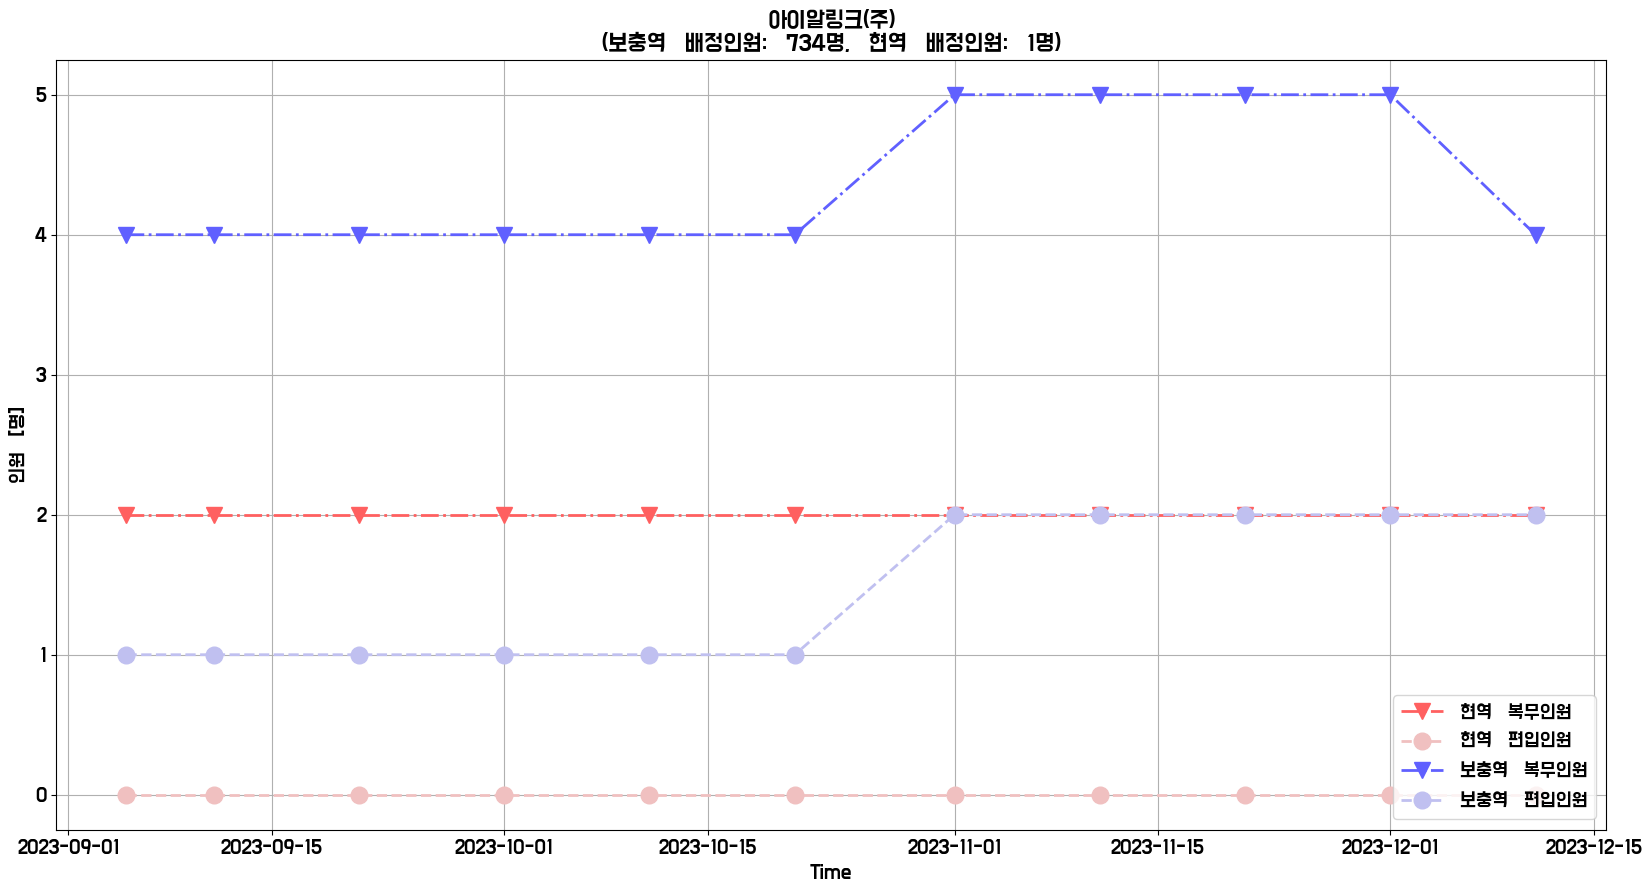 아이알링크(주)
(보충역 배정인원: 734명, 현역 배정인원: 1명)
5
4
3
2
1
0
인원 [명]
현역 복무인원
현역 편입인원
보충역 복무인원
보충역 편입인원
2023-09-01 2023-09-15 2023-10-01 2023-10-15 2023-11-01 2023-11-15 2023-12-01 2023-12-15
Time